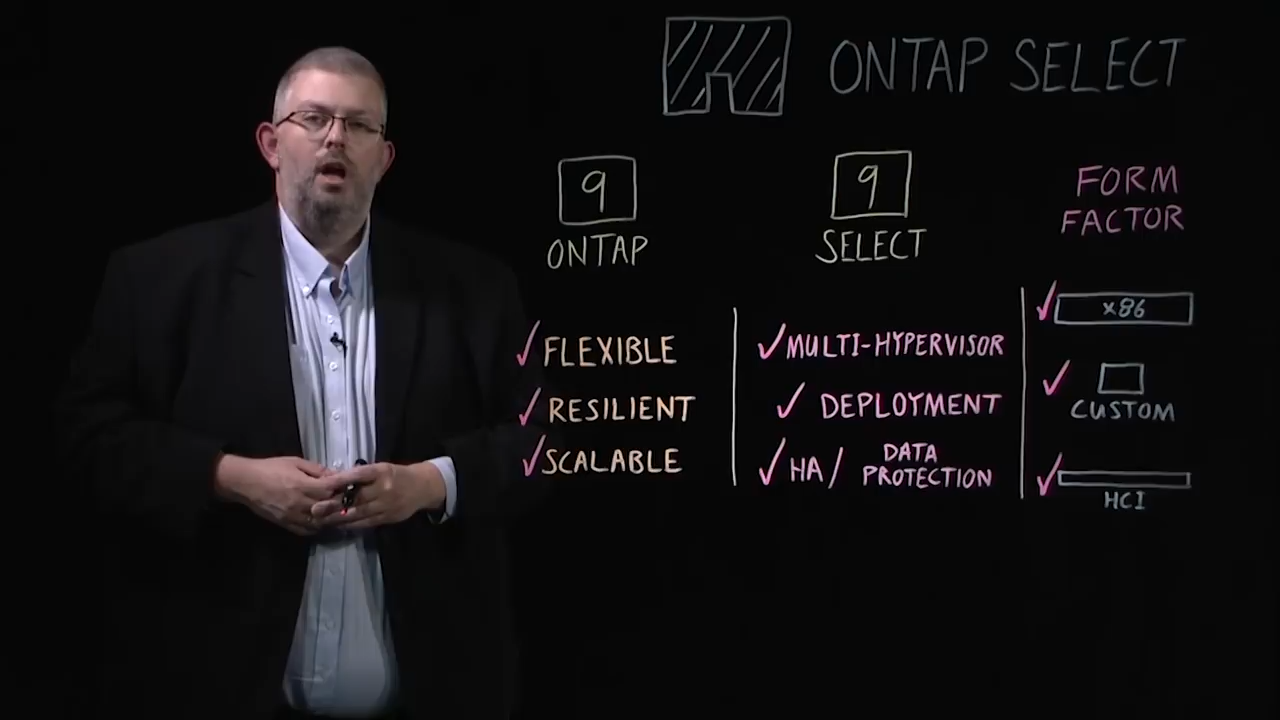 ONTAP SELECT
9
ONTAP
✓ FLEXIBLE
✓ RESILIENT
✓ SCALABLE
9
SELECT
✓ MULTI-HYPERVISOR
✓ DEPLOYMENT
✓ HA / DATA
PROTECTION
FORM
FACTOR
✓ x86
✓
CUSTOM
✓
HCI